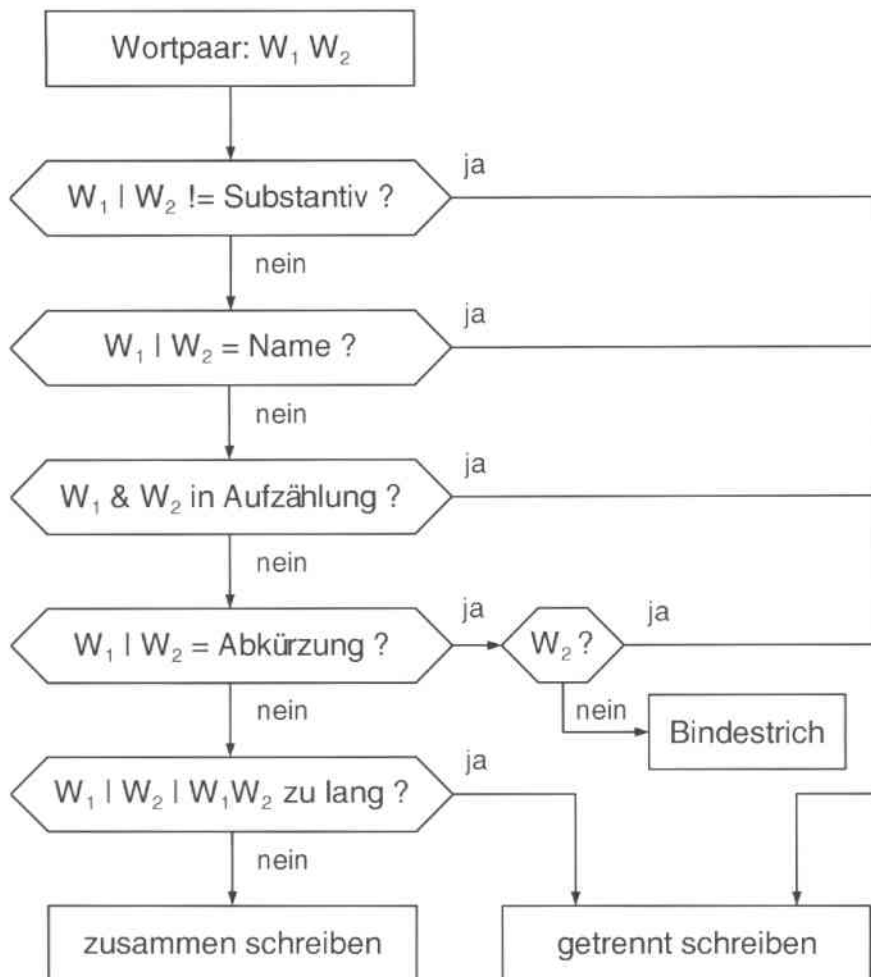 Wortpaar: W₁ W₂
ja
W₁ | W₂ != Substantiv ?
nein
ja
W₁ | W₂ = Name ?
nein
ja
W₁ & W₂ in Aufzählung ?
nein
ja
ja
W₁ | W₂ = Abkürzung ?
W₂ ?
nein
nein
Bindestrich
ja
W₁ | W₂ | W₁W₂ zu lang ?
nein
zusammen schreiben
getrennt schreiben